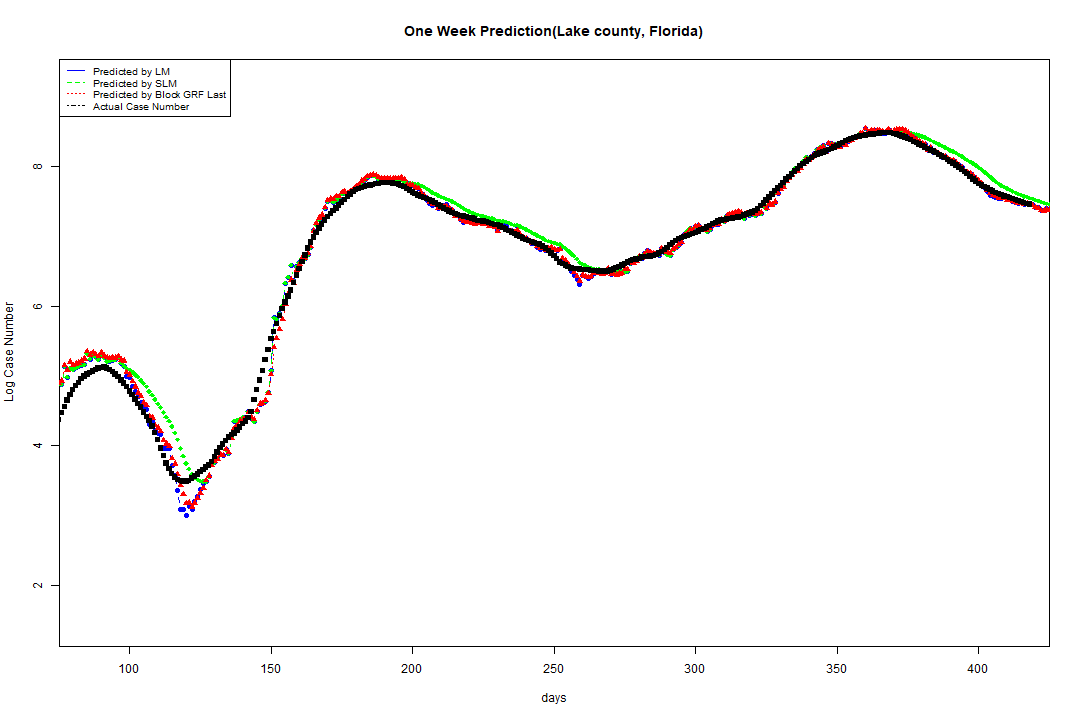 One Week Prediction(Lake county, Florida)
Predicted by LM
Predicted by SLM
Predicted by Block GRF Last
Actual Case Number
Log Case Number
8
6
4
2
100 150 200 250 300 350 400
days